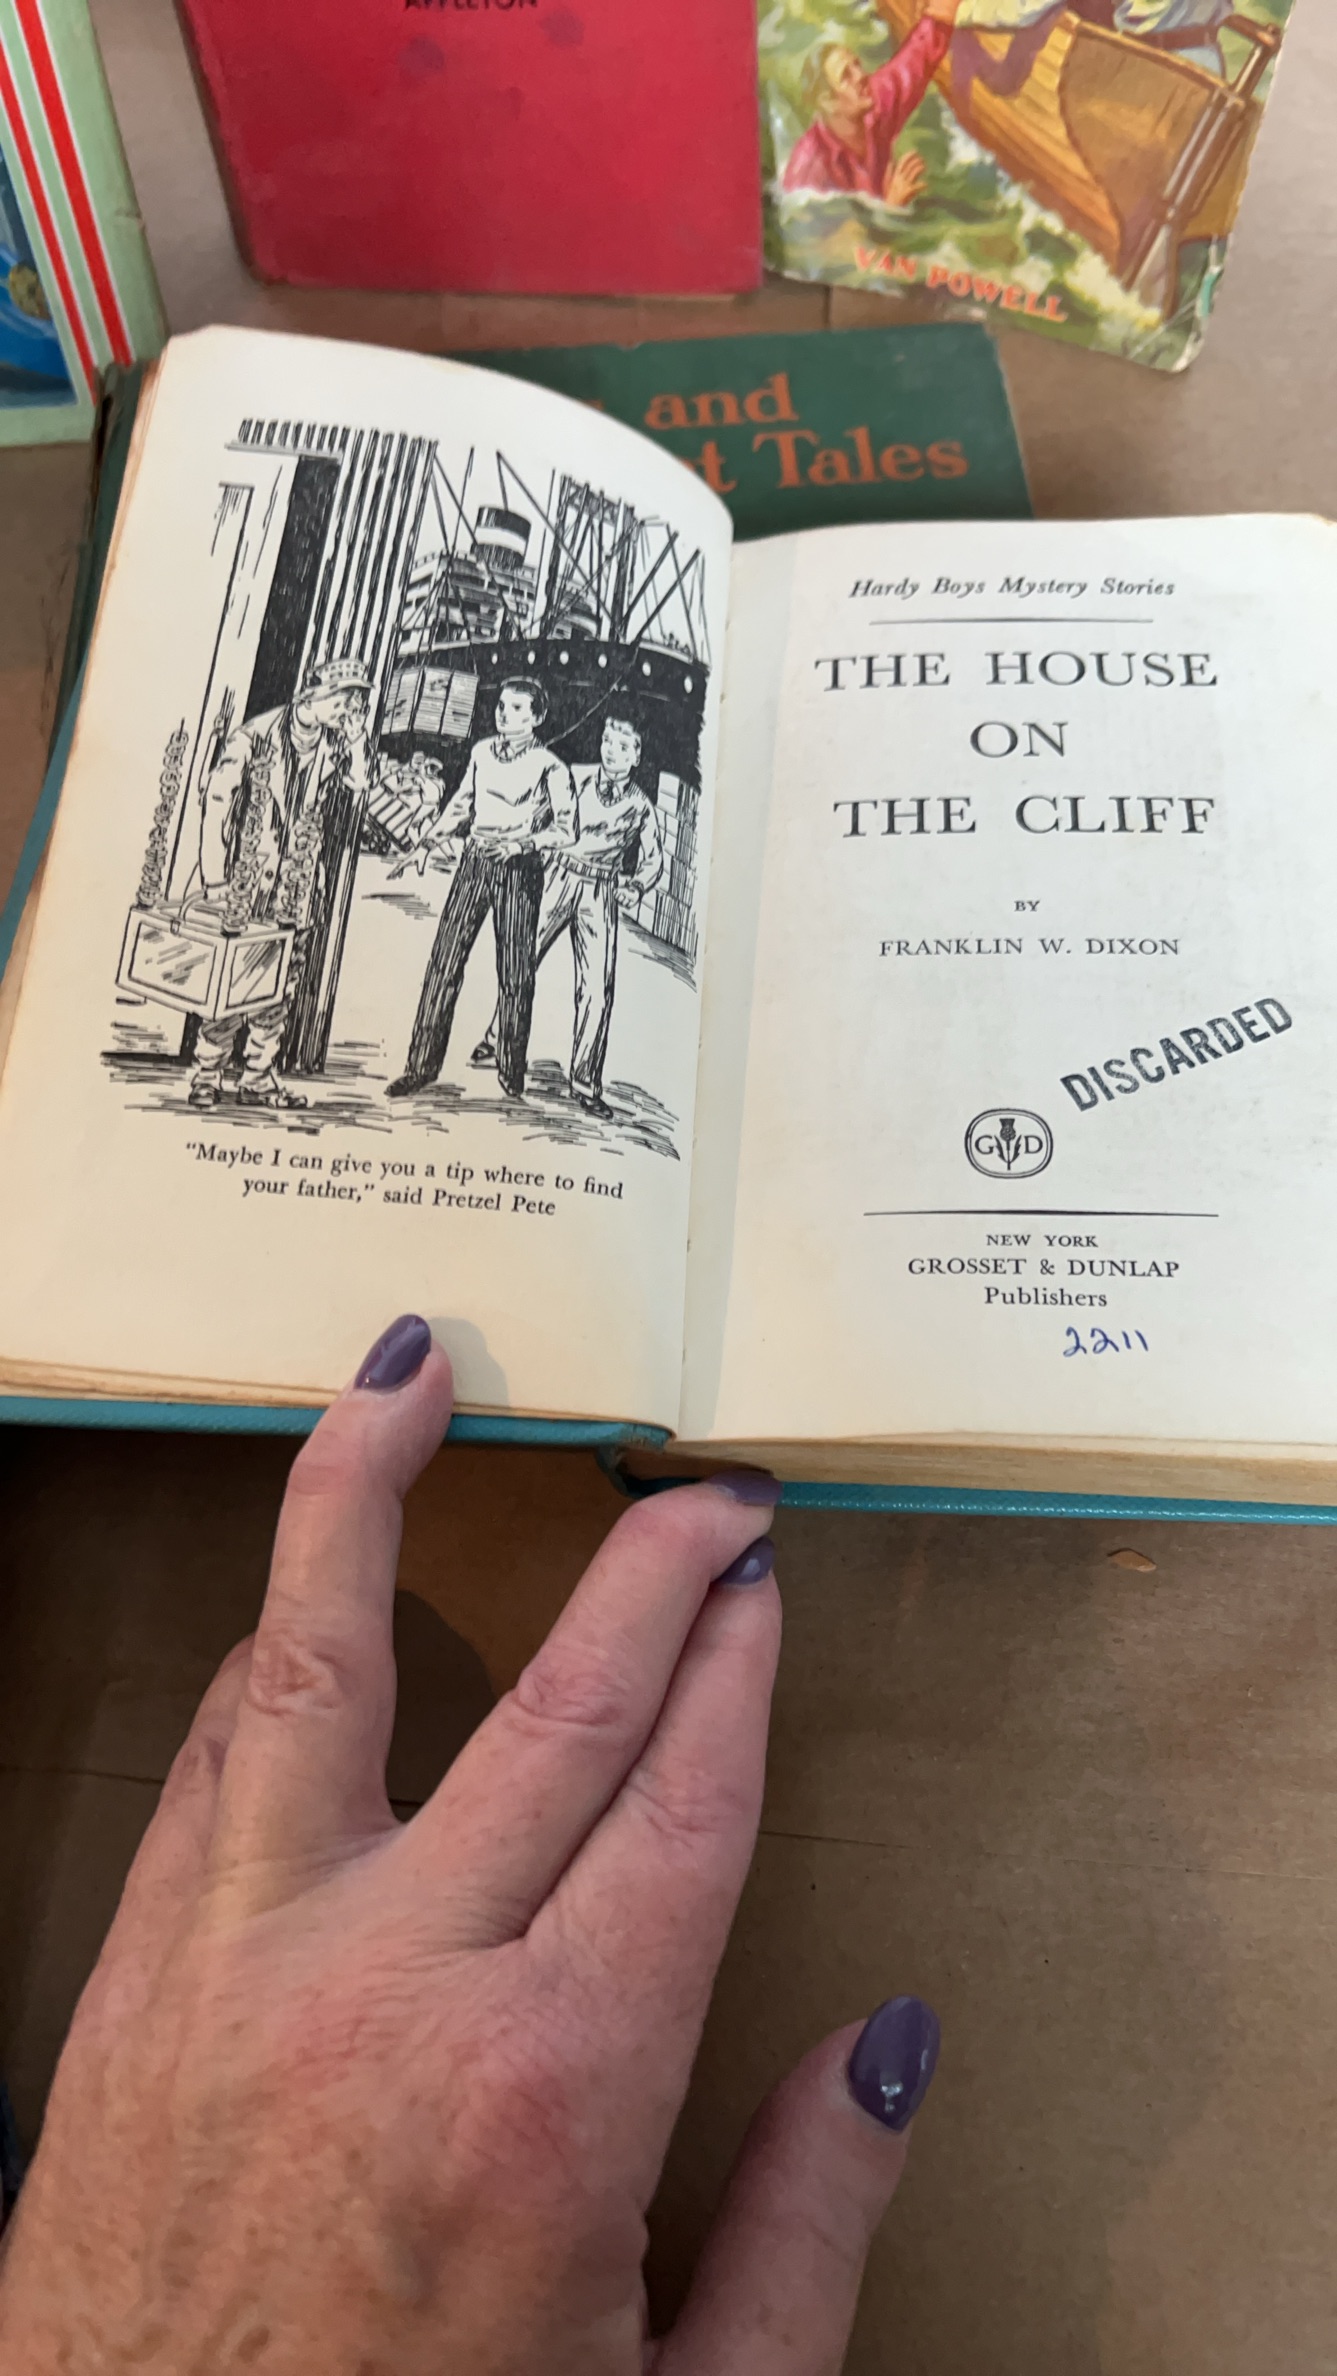 APPLETON
VAN POWELL
and
Tales
"Maybe I can give you a tip where to find
your father," said Pretzel Pete
Hardy Boys Mystery Stories
THE HOUSE
ON
THE CLIFF
BY
FRANKLIN W. DIXON
DISCARDED
G D
NEW YORK
GROSSET & DUNLAP
Publishers
2211